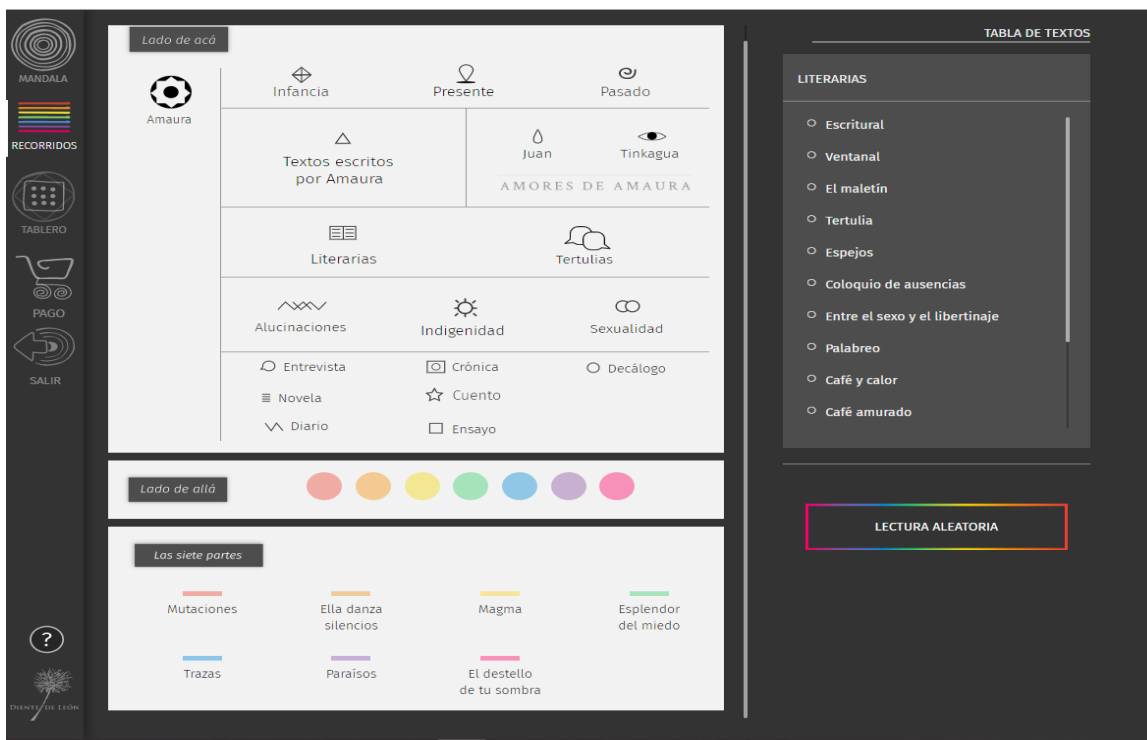 MANDALA
RECORRIDOS
TABLERO
PAGO
SALIR
?
DIENTE DE LEÓN
Lado de acá
Amaura
Infancia
Presente
Pasado
Textos escritos
por Amaura
Juan
Tinkagua
AMORES DE AMAURA
Literarias
Tertulias
Alucinaciones
Indigenidad
Sexualidad
Entrevista
Crónica
Decálogo
Novela
Cuento
Diario
Ensayo
Lado de allá
Las siete partes
Mutaciones
Ella danza
silencios
Magma
Esplendor
del miedo
Trazas
Paraísos
El destello
de tu sombra
TABLA DE TEXTOS
LITERARIAS
Escritural
Ventanal
El maletín
Tertulia
Espejos
Coloquio de ausencias
Entre el sexo y el libertinaje
Palabreo
Café y calor
Café amurado
LECTURA ALEATORIA